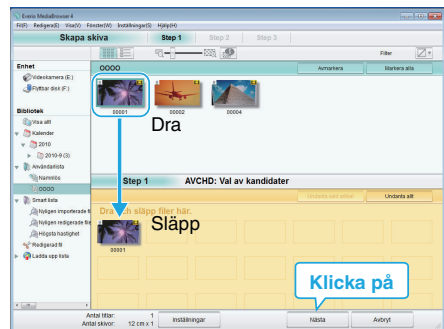 Everio MediaBrowser 4
Fil(F) Redigera(E) Visa(V) Fönster(W) Inställningar(S) Hjälp(H)
Skapa skiva Step 1 Step 2 Step 3
Filter
Enhet
Videokamera (E:)
Flyttbar disk (F:)
Bibliotek
Visa allt
Kalender
2010
2010-9 (3)
Användarlista
Namnlös
OOOO
Smart lista
Nyligen importerade fi
Nyligen redigerade file
Högsta hastighet
Redigerad fil
Ladda upp lista
OOOO Avmarkera Markera alla
00001 00002 00004
Dra
Step 1 AVCHD: Val av kandidater
Undanta allt
Dra och släpp filer här.
Släpp
00001
Klicka på
Antal titlar: 1
Antal skivor: 12 cm x 1
Inställningar Nästa Avbryt